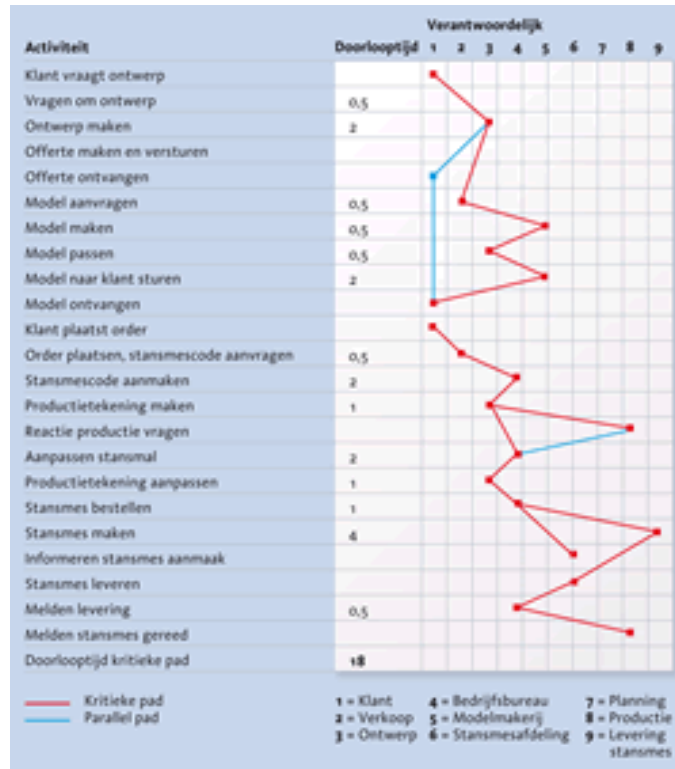 Verantwoordelijk
Activiteit Doorlooptijd 1 2 3 4 5 6 7 8 9
Klant vraagt ontwerp
Vragen om ontwerp 0,5
Ontwerp maken 2
Offerte maken en versturen
Offerte ontvangen
Model aanvragen 0,5
Model maken 0,5
Model passen 0,5
Model naar klant sturen 2
Model ontvangen
Klant plaatst order
Order plaatsen, stansmescode aanvragen 0,5
Stansmescode aanmaken 2
Productietekening maken 1
Reactie productie vragen
Aanpassen stansmal 2
Productietekening aanpassen 1
Stansmes bestellen 1
Stansmes maken 4
Informeren stansmes aanmaak
Stansmes leveren
Melden levering 0,5
Melden stansmes gereed
Doorlooptijd kritieke pad 18
Kritieke pad 1 = Klant 4 = Bedrijfsbureau 7 = Planning
Parallel pad 2 = Verkoop 5 = Modelmakerij 8 = Productie
3 = Ontwerp 6 = Stansmesafdeling 9 = Levering
stansmes